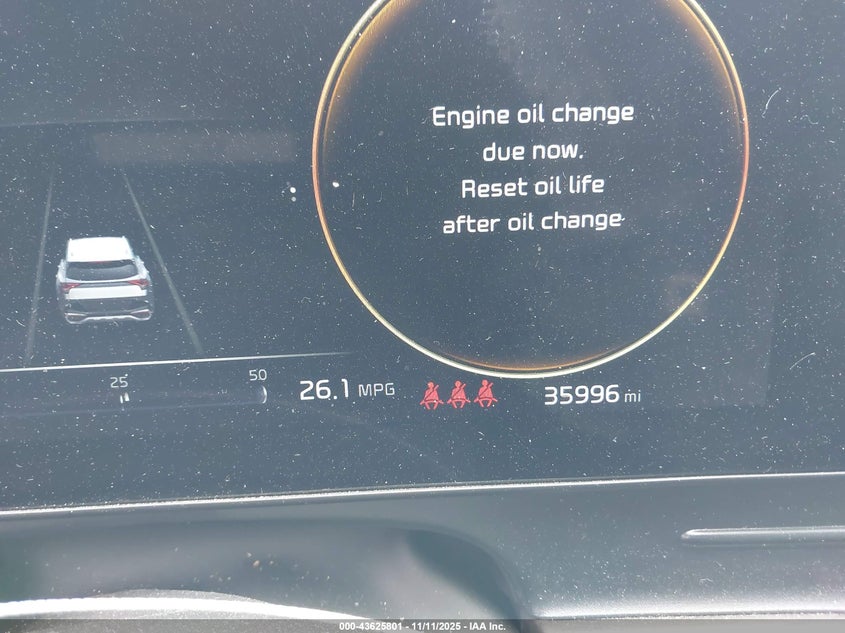 Engine oil change
due now.
Reset oil life
after oil change
25
50
26.1 MPG
35996 mi
000-43625801 - 11/11/2025 - IAA Inc.